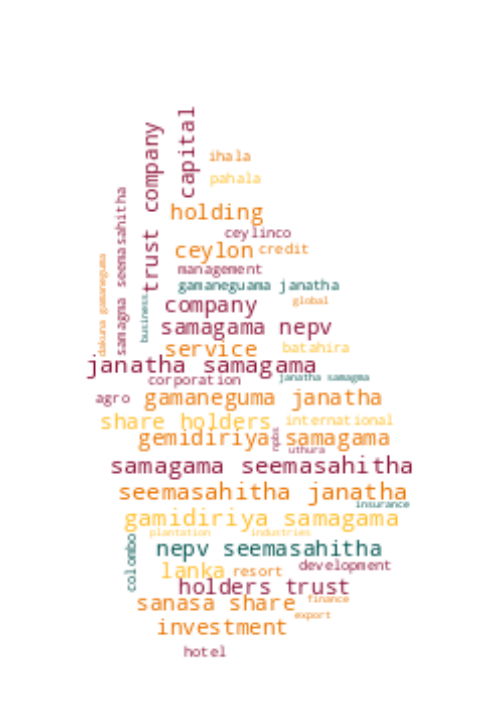 capital
trust company
ihala
pahala
samagma seemasahitha
holding
ceylinco
ceylon
credit
dakuna gamaneguma
management
gamaneguama janatha
business
global
company
samagama nepv
service
batahira
janatha samagama
corporation
janatha samagma
agro
gamaneguma janatha
share holders
international
gemidiriya samagama
npbs
uthura
samagama seemasahitha
seemasahitha janatha
insurance
gamidiriya samagama
plantation
industries
colombo
nepv seemasahitha
lanka
resort
development
holders trust
sanasa share
finance
export
investment
hotel